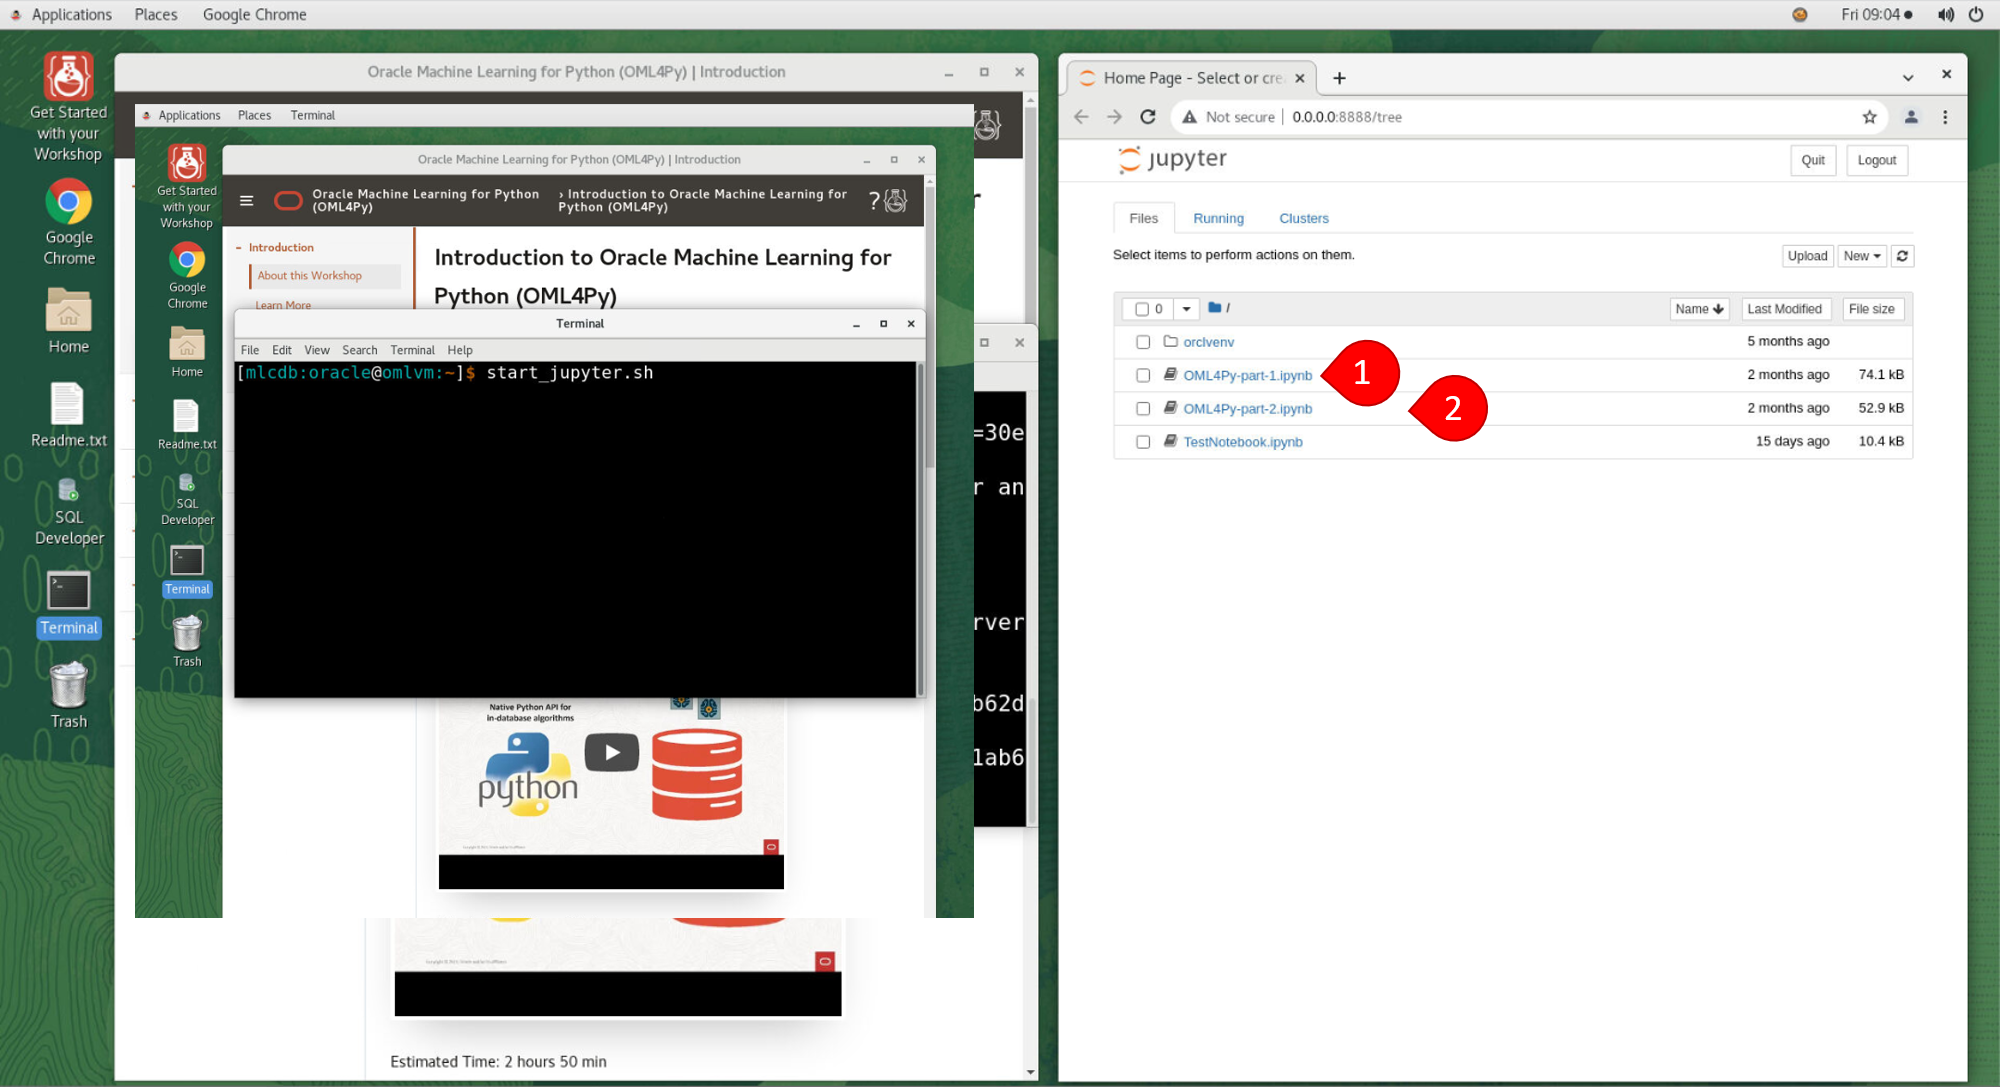 Applications Places Google Chrome Fri 09:04
Get Started
with your
Workshop
Google
Chrome
Home
Readme.txt
SQL
Developer
Terminal
Trash
Oracle Machine Learning for Python (OML4Py) | Introduction
Applications Places Terminal
Get Started
with your
Workshop
Google
Chrome
Home
Readme.txt
SQL
Developer
Terminal
Trash
Oracle Machine Learning for Python (OML4Py) | Introduction
Oracle Machine Learning for Python
(OML4Py)
› Introduction to Oracle Machine Learning for
Python (OML4Py)
?
- Introduction
About this Workshop
Learn More
Introduction to Oracle Machine Learning for
Python (OML4Py)
Terminal
File Edit View Search Terminal Help
[mlcdb:oracle@omlvm:~]$ start_jupyter.sh
=30e
r an
rver
b62d
lab6
Native Python API for
in-database algorithms
python
Estimated Time: 2 hours 50 min
Home Page - Select or cre
Not secure | 0.0.0.0:8888/tree
jupyter
Quit Logout
Files Running Clusters
Select items to perform actions on them.
Upload New
0 / Name Last Modified File size
orclvenv 5 months ago
OML4Py-part-1.ipynb 1 2 months ago 74.1 kB
OML4Py-part-2.ipynb 2 2 months ago 52.9 kB
TestNotebook.ipynb 15 days ago 10.4 kB